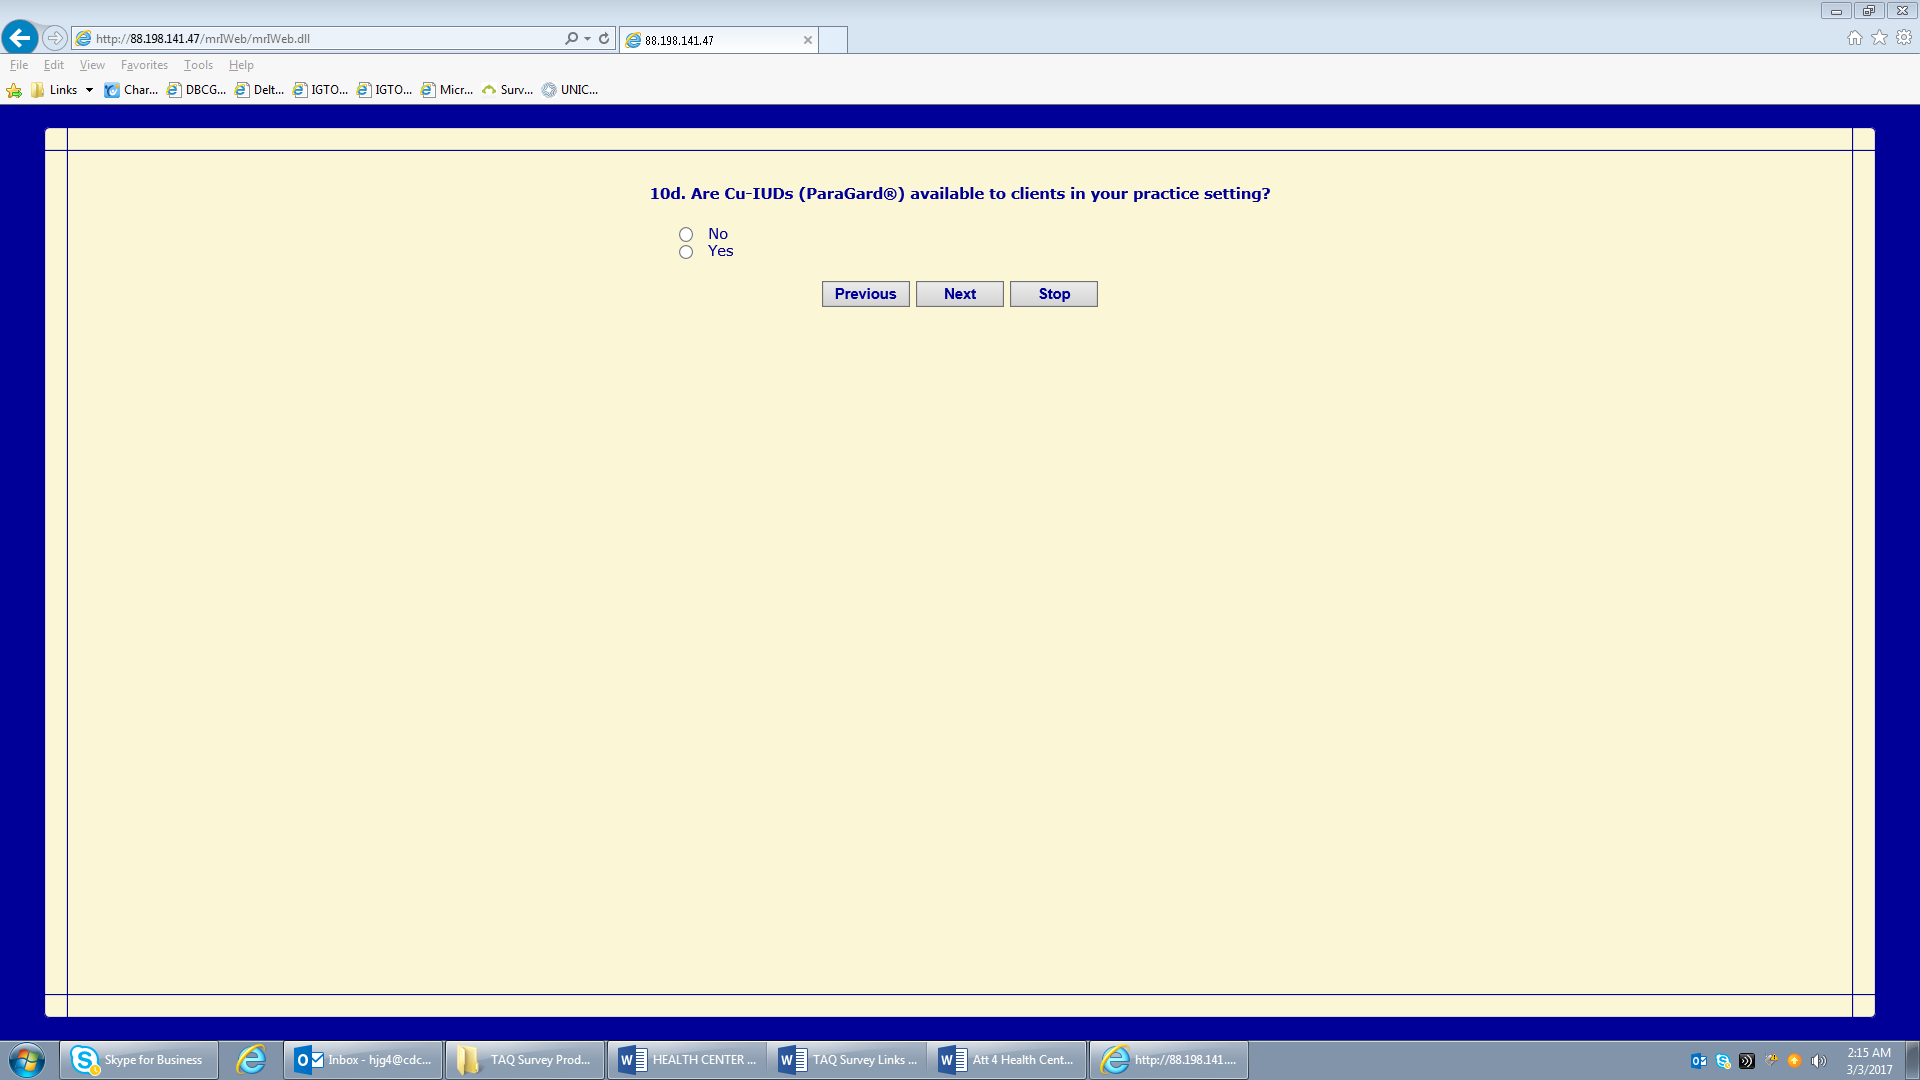 http://88.198.141.47/mrIWeb/mrIWeb.dll
88.198.141.47
File Edit View Favorites Tools Help
Links Char... DBCG... Delt... IGTO... IGTO... Micr... Surv... UNIC...
10d. Are Cu-IUDs (ParaGard®) available to clients in your practice setting?
No
Yes
Previous Next Stop
Skype for Business Inbox - hjg4@cdc... TAQ Survey Prod... HEALTH CENTER ... TAQ Survey Links ... Att 4 Health Cent... http://88.198.141....
2:15 AM
3/3/2017